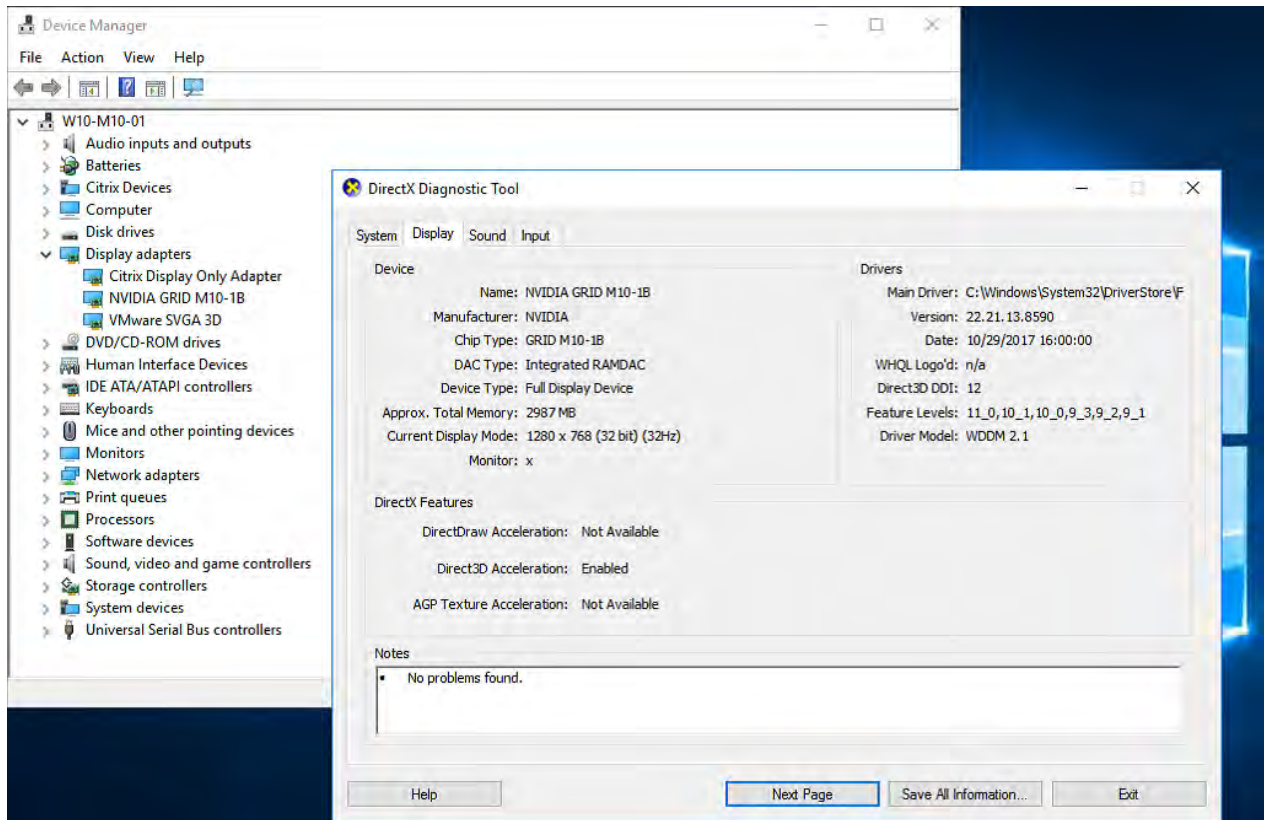 Device Manager
File Action View Help
W10-M10-01
Audio inputs and outputs
Batteries
Citrix Devices
Computer
Disk drives
Display adapters
Citrix Display Only Adapter
NVIDIA GRID M10-1B
VMware SVGA 3D
DVD/CD-ROM drives
Human Interface Devices
IDE ATA/ATAPI controllers
Keyboards
Mice and other pointing devices
Monitors
Network adapters
Print queues
Processors
Software devices
Sound, video and game controllers
Storage controllers
System devices
Universal Serial Bus controllers
DirectX Diagnostic Tool
System Display Sound Input
Device
Name: NVIDIA GRID M10-1B
Manufacturer: NVIDIA
Chip Type: GRID M10-1B
DAC Type: Integrated RAMDAC
Device Type: Full Display Device
Approx. Total Memory: 2987 MB
Current Display Mode: 1280 x 768 (32 bit) (32Hz)
Monitor: x
Drivers
Main Driver: C:\Windows\System32\DriverStore\F
Version: 22.21.13.8590
Date: 10/29/2017 16:00:00
WHQL Logo'd: n/a
Direct3D DDI: 12
Feature Levels: 11_0,10_1,10_0,9_3,9_2,9_1
Driver Model: WDDM 2.1
DirectX Features
DirectDraw Acceleration: Not Available
Direct3D Acceleration: Enabled
AGP Texture Acceleration: Not Available
Notes
• No problems found.
Help Next Page Save All Information... Exit